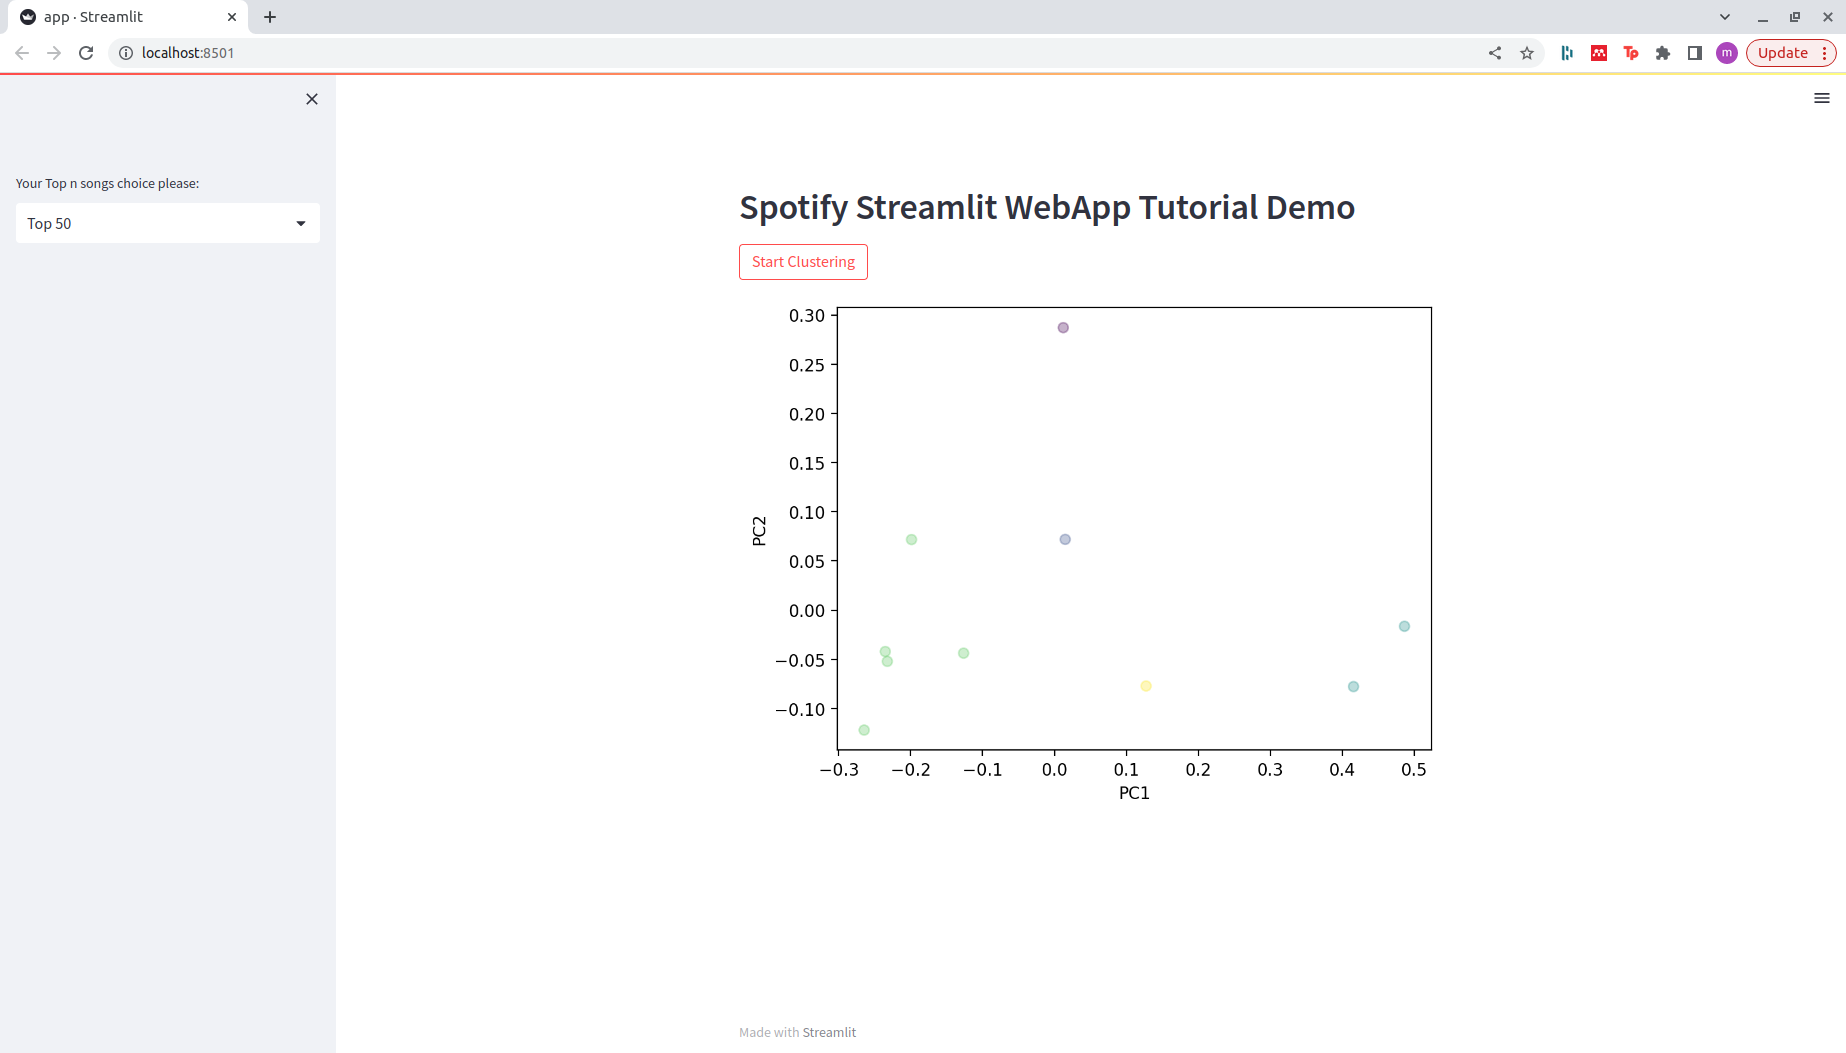 app · Streamlit
localhost:8501
Tp
m
Update
Your Top n songs choice please:
Top 50
Spotify Streamlit WebApp Tutorial Demo
Start Clustering
0.30
0.25
0.20
0.15
0.10
0.05
0.00
−0.05
−0.10
PC2
−0.3 −0.2 −0.1 0.0 0.1 0.2 0.3 0.4 0.5
PC1
Made with Streamlit